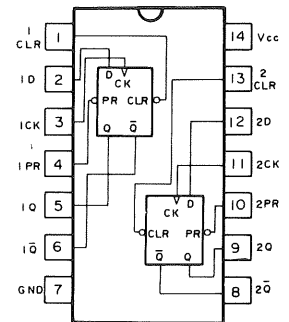 1 CLR 1 14 Vcc
1D 2 13 2 CLR
1CK 3 12 2D
1PR 4 11 2CK
1Q 5 10 2PR
1Q̅ 6 9 2Q
GND 7 8 2Q̅
D CK
PR CLR
Q Q̅
CK D
CLR PR
Q̅ Q